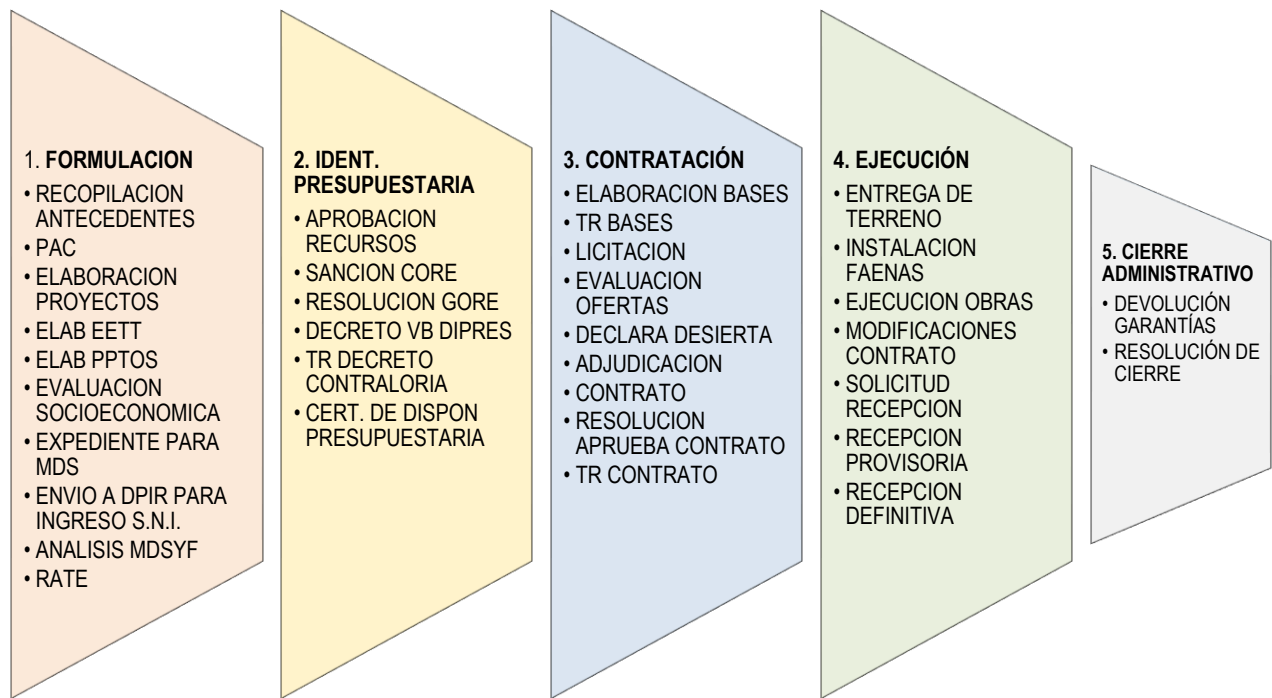 1. FORMULACION
• RECOPILACION
ANTECEDENTES
• PAC
• ELABORACION
PROYECTOS
• ELAB EETT
• ELAB PPTOS
• EVALUACION
SOCIOECONOMICA
• EXPEDIENTE PARA
MDS
• ENVIO A DPIR PARA
INGRESO S.N.I.
• ANALISIS MDSYF
• RATE
2. IDENT.
PRESUPUESTARIA
• APROBACION
RECURSOS
• SANCION CORE
• RESOLUCION GORE
• DECRETO VB DIPRES
• TR DECRETO
CONTRALORIA
• CERT. DE DISPON
PRESUPUESTARIA
3. CONTRATACIÓN
• ELABORACION BASES
• TR BASES
• LICITACION
• EVALUACION
OFERTAS
• DECLARA DESIERTA
• ADJUDICACION
• CONTRATO
• RESOLUCION
APRUEBA CONTRATO
• TR CONTRATO
4. EJECUCIÓN
• ENTREGA DE
TERRENO
• INSTALACION
FAENAS
• EJECUCION OBRAS
• MODIFICACIONES
CONTRATO
• SOLICITUD
RECEPCION
• RECEPCION
PROVISORIA
• RECEPCION
DEFINITIVA
5. CIERRE
ADMINISTRATIVO
• DEVOLUCIÓN
GARANTÍAS
• RESOLUCIÓN DE
CIERRE